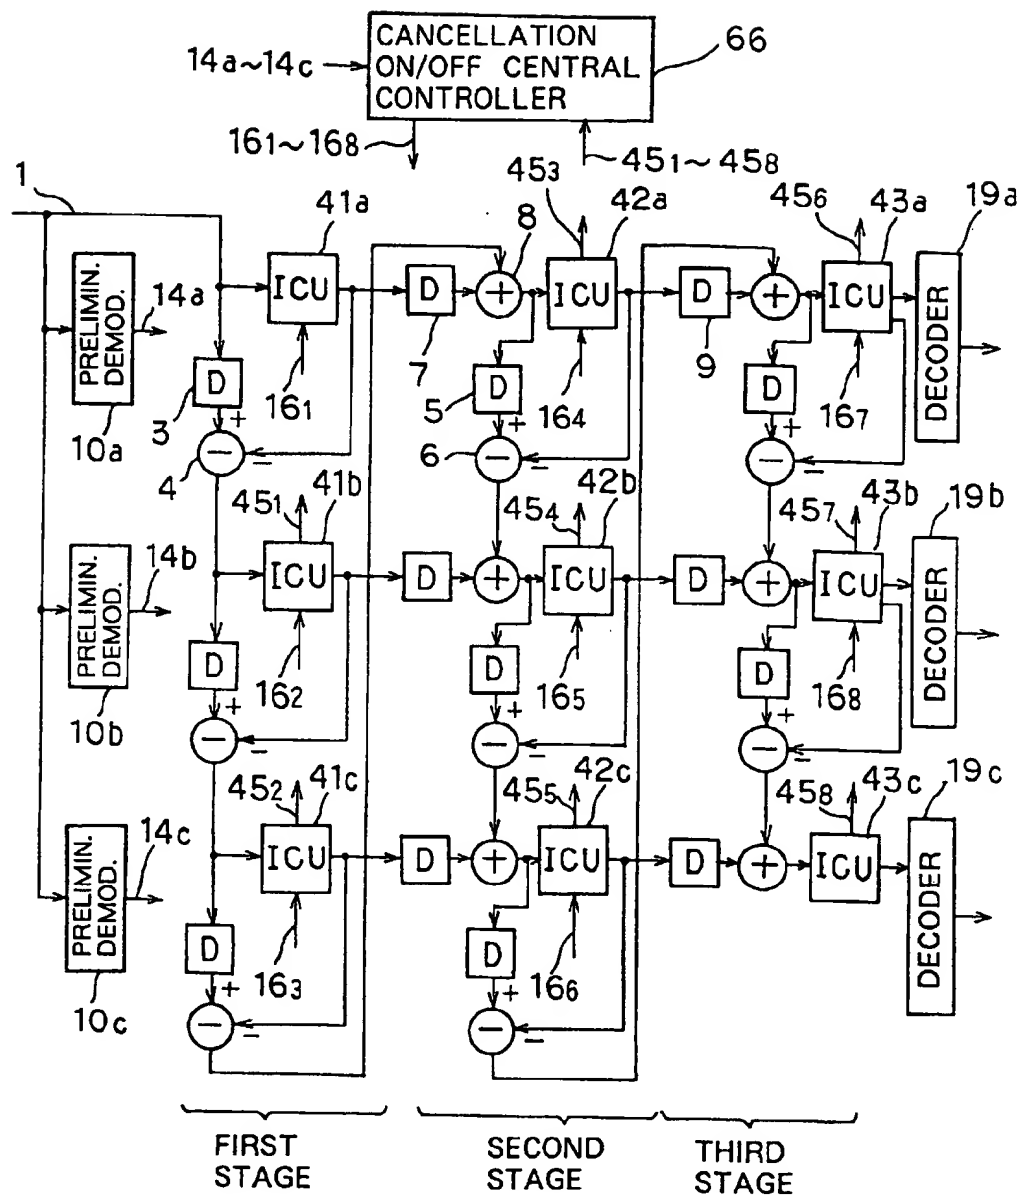 CANCELLATION
ON/OFF CENTRAL
CONTROLLER
66
14a~14c
16₁~16₈
45₁~45₈
1
41a
8
45₃
42a
45₆
43a
19a
PRELIMIN.
DEMOD.
14a
ICU
D
+
ICU
D
+
ICU
DECODER
7
9
D
+
3
16₁
5
D
+
16₄
D
+
16₇
10a
−
4
−
6
−
−
−
−
45₁
41b
45₄
42b
45₇
43b
19b
PRELIMIN.
DEMOD.
14b
ICU
D
+
ICU
D
+
ICU
DECODER
D
+
16₂
D
+
16₅
D
+
16₈
10b
−
−
−
−
−
−
45₂
41c
45₅
42c
45₈
43c
19c
PRELIMIN.
DEMOD.
14c
ICU
D
+
ICU
D
+
ICU
DECODER
D
+
16₃
D
+
16₆
10c
−
−
−
−
FIRST
STAGE
SECOND
STAGE
THIRD
STAGE